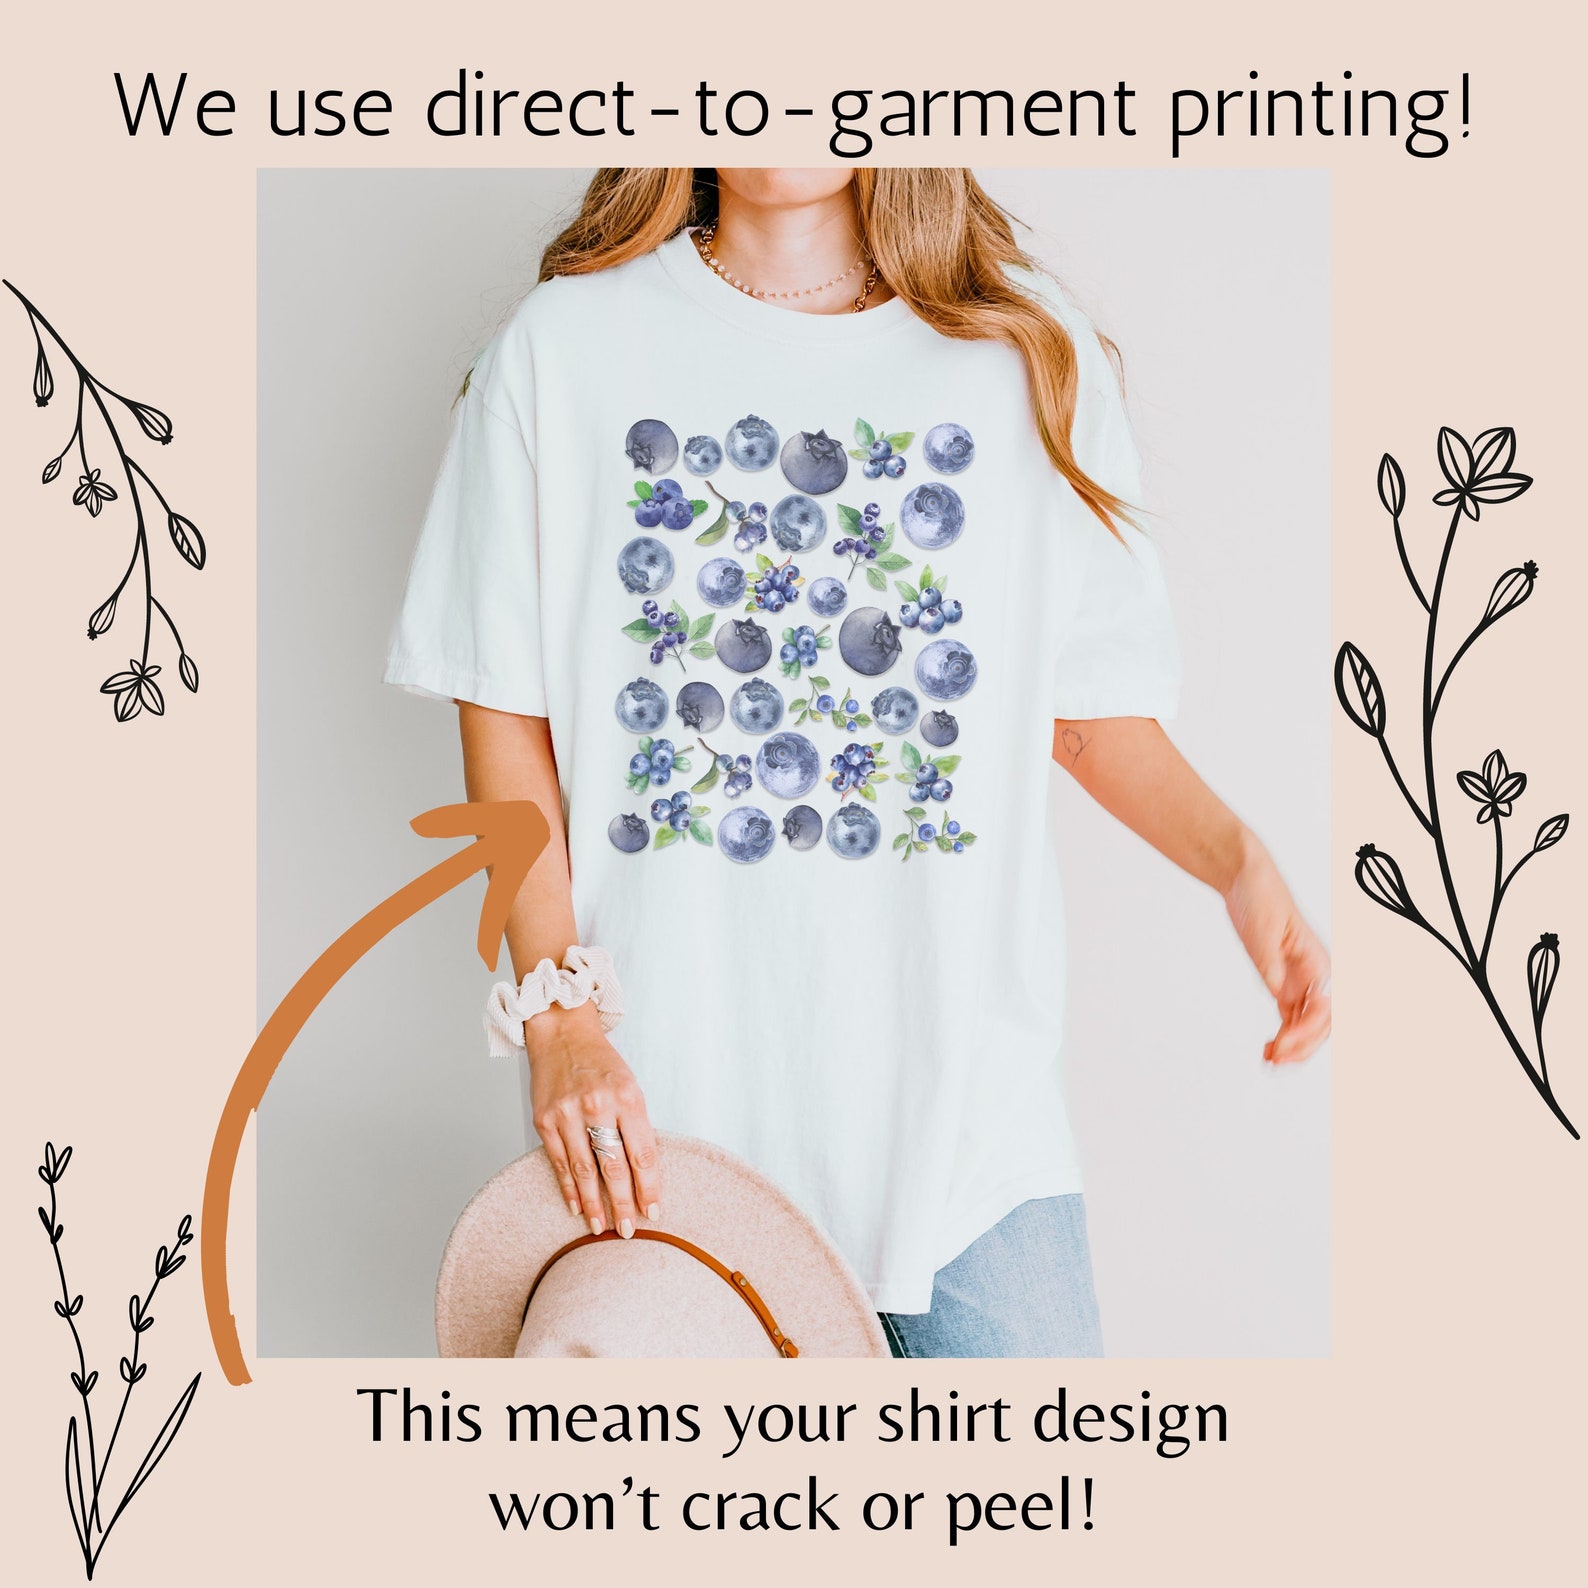 We use direct-to-garment printing!
This means your shirt design
won't crack or peel!